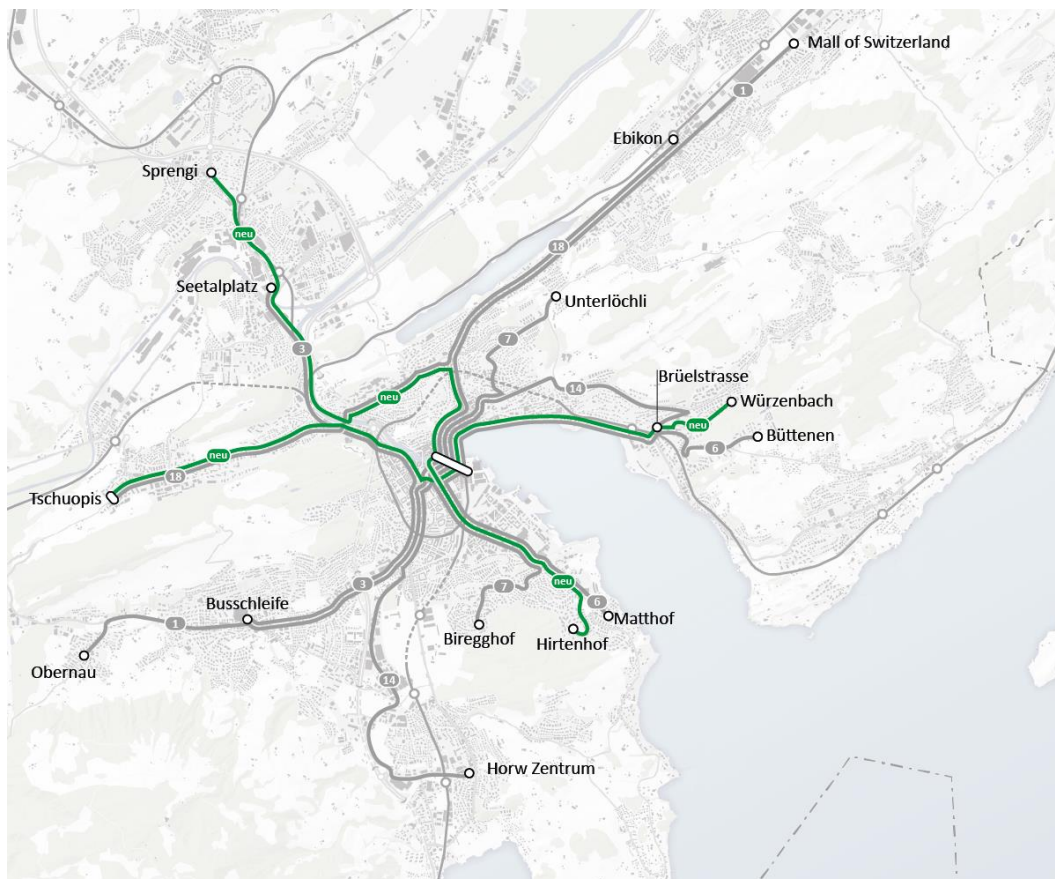 Mall of Switzerland
1
Ebikon
Sprengi
neu
18
Seetalplatz
Unterlöchli
7
3
Brüelstrasse
14
neu
Würzenbach
neu
Büttenen
6
neu
18
Tschuopis
3
neu
7
6
Busschleife
Matthof
1
Biregghof
Hirtenhof
Obernau
14
Horw Zentrum